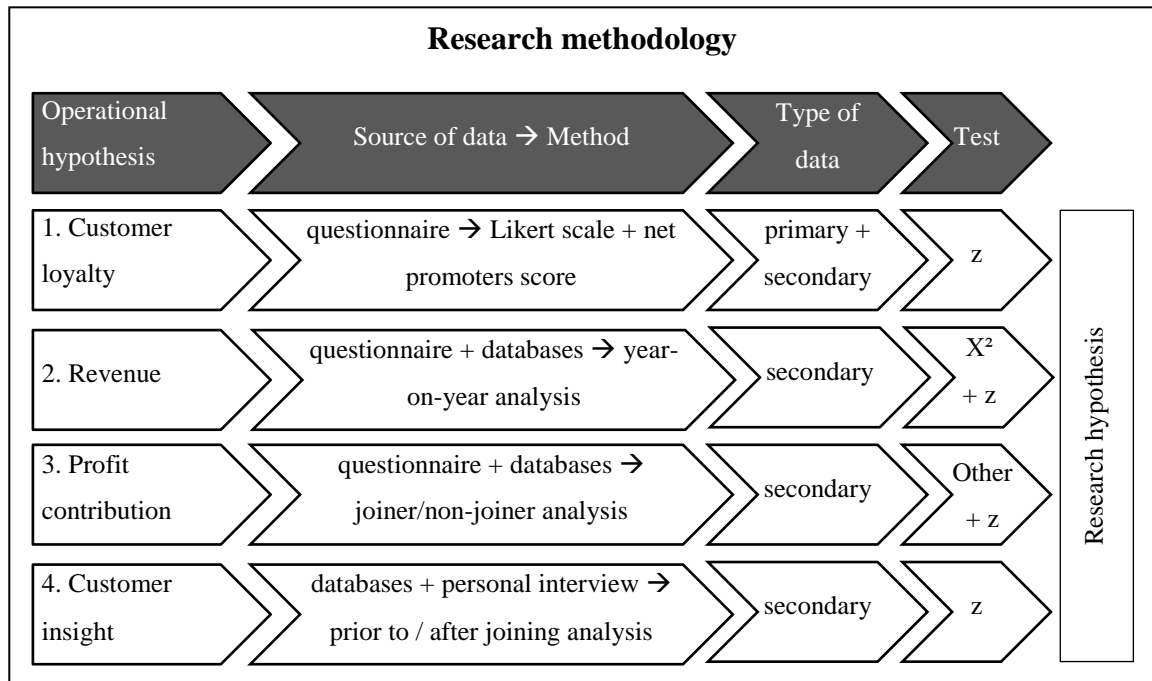 Research methodology
Operational
hypothesis
Source of data → Method
Type of
data
Test
1. Customer
loyalty
questionnaire → Likert scale + net
promoters score
primary +
secondary
z
2. Revenue
questionnaire + databases → year-
on-year analysis
secondary
X²
+ z
3. Profit
contribution
questionnaire + databases →
joiner/non-joiner analysis
secondary
Other
+ z
4. Customer
insight
databases + personal interview →
prior to / after joining analysis
secondary
z
Research hypothesis